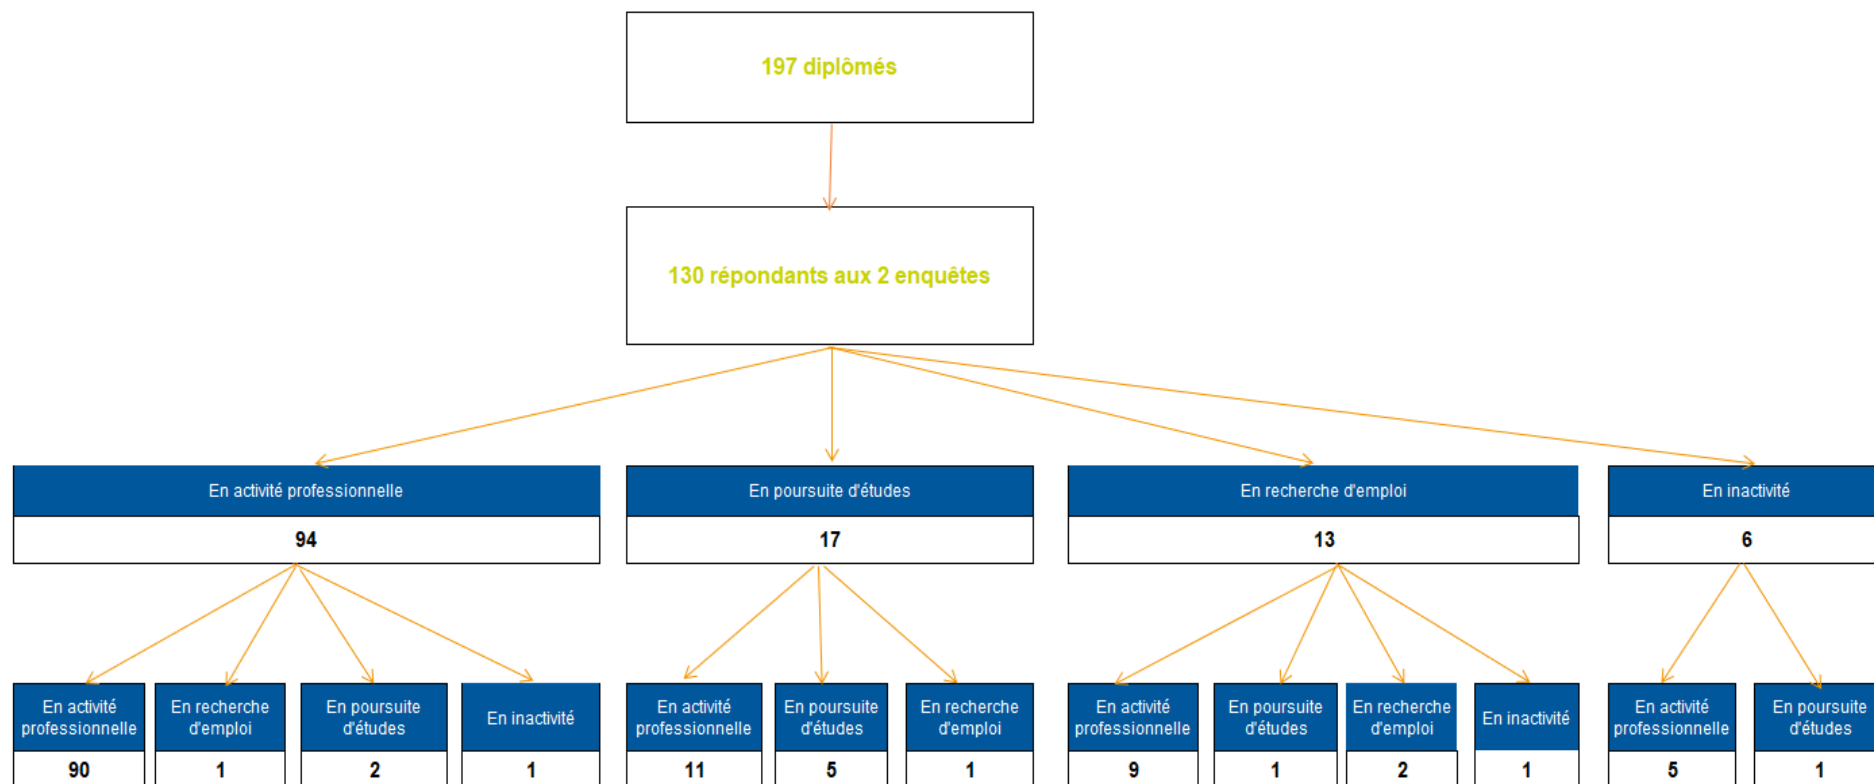 197 diplômés
130 répondants aux 2 enquêtes
En activité professionnelle
En poursuite d'études
En recherche d'emploi
En inactivité
94
17
13
6
En activité
professionnelle
En recherche
d'emploi
En poursuite
d'études
En inactivité
En activité
professionnelle
En poursuite
d'études
En recherche
d'emploi
En activité
professionnelle
En poursuite
d'études
En recherche
d'emploi
En inactivité
En activité
professionnelle
En poursuite
d'études
90
1
2
1
11
5
1
9
1
2
1
5
1